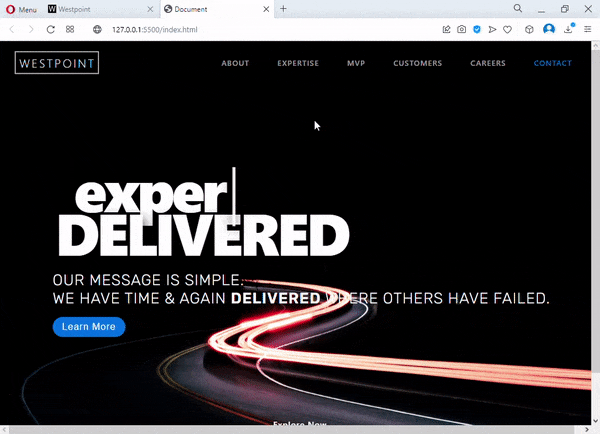 Menu
Westpoint
Document
127.0.0.1:5500/index.html
WESTPOINT
ABOUT
EXPERTISE
MVP
CUSTOMERS
CAREERS
CONTACT
exper
DELIVERED
OUR MESSAGE IS SIMPLE.
WE HAVE TIME & AGAIN DELIVERED WHERE OTHERS HAVE FAILED.
Learn More
Explore Now